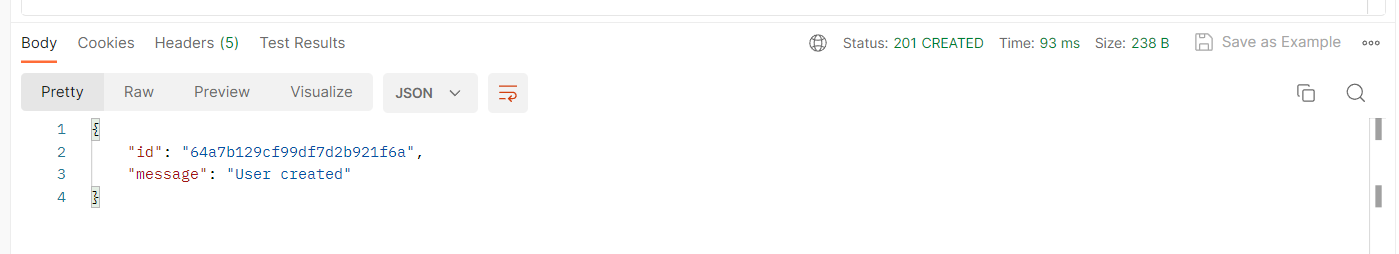 Body Cookies Headers (5) Test Results Status: 201 CREATED Time: 93 ms Size: 238 B Save as Example
Pretty Raw Preview Visualize JSON
1 {
2 "id": "64a7b129cf99df7d2b921f6a",
3 "message": "User created"
4 }